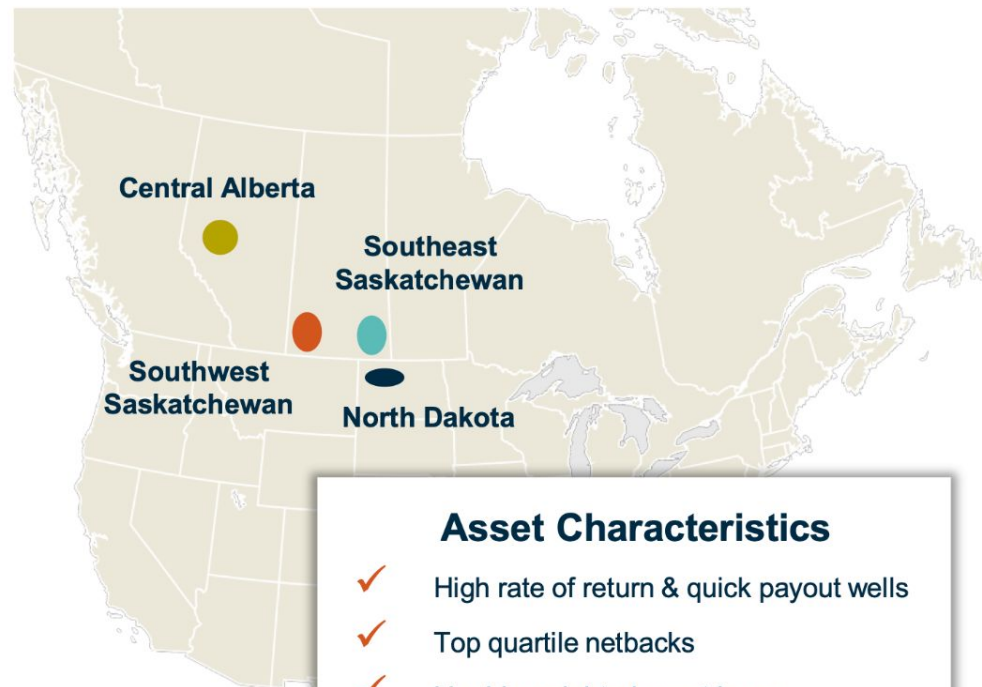 Central Alberta
Southeast
Saskatchewan
Southwest
Saskatchewan
North Dakota
Asset Characteristics
✓ High rate of return & quick payout wells
✓ Top quartile netbacks
✓